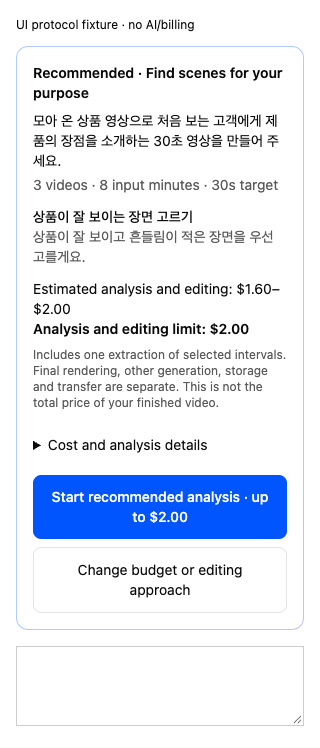 UI protocol fixture · no AI/billing
Recommended · Find scenes for your
purpose
모아 온 상품 영상으로 처음 보는 고객에게 제
품의 장점을 소개하는 30초 영상을 만들어 주
세요.
3 videos · 8 input minutes · 30s target
상품이 잘 보이는 장면 고르기
상품이 잘 보이고 흔들림이 적은 장면을 우선
고를게요.
Estimated analysis and editing: $1.60–
$2.00
Analysis and editing limit: $2.00
Includes one extraction of selected intervals.
Final rendering, other generation, storage
and transfer are separate. This is not the
total price of your finished video.
Cost and analysis details
Start recommended analysis · up
to $2.00
Change budget or editing
approach